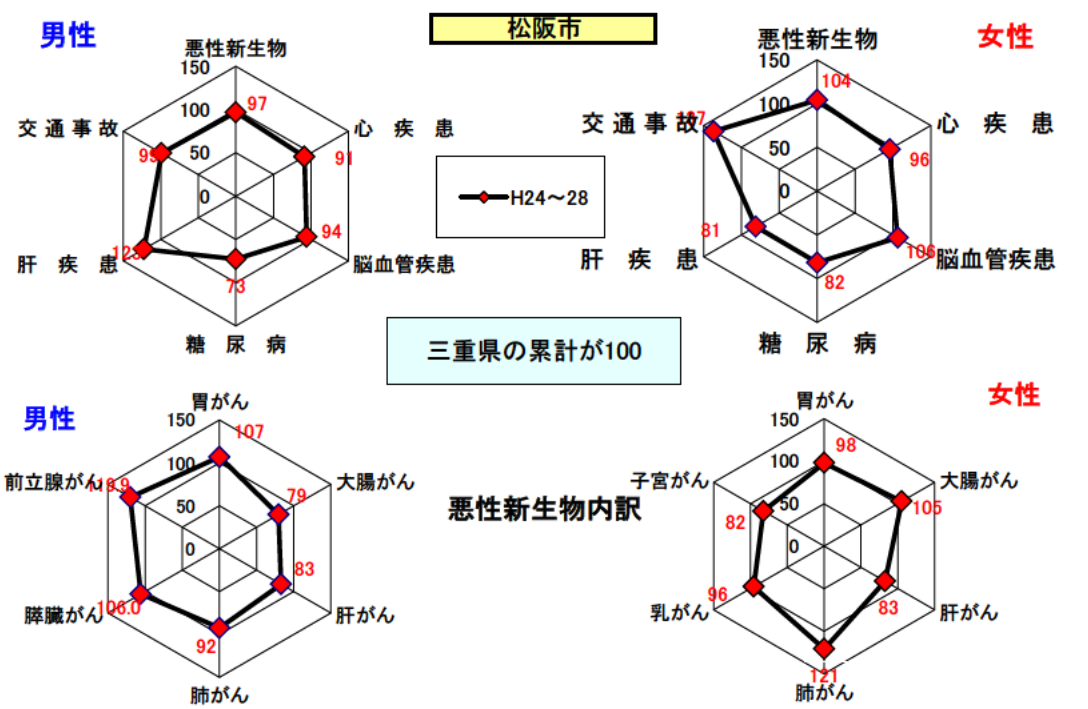 松阪市
男性
悪性新生物
150
100
50
0
97
心疾患
91
脳血管疾患
94
糖尿病
73
肝疾患
123
交通事故
99
女性
悪性新生物
150
100
50
0
104
心疾患
96
脳血管疾患
106
糖尿病
82
肝疾患
81
交通事故
H24～28
三重県の累計が100
悪性新生物内訳
男性
胃がん
150
100
50
0
107
大腸がん
79
肝がん
83
肺がん
92
膵臓がん
106.0
前立腺がん
119.9
女性
胃がん
150
100
50
0
98
大腸がん
105
肝がん
83
肺がん
121
乳がん
96
子宮がん
82